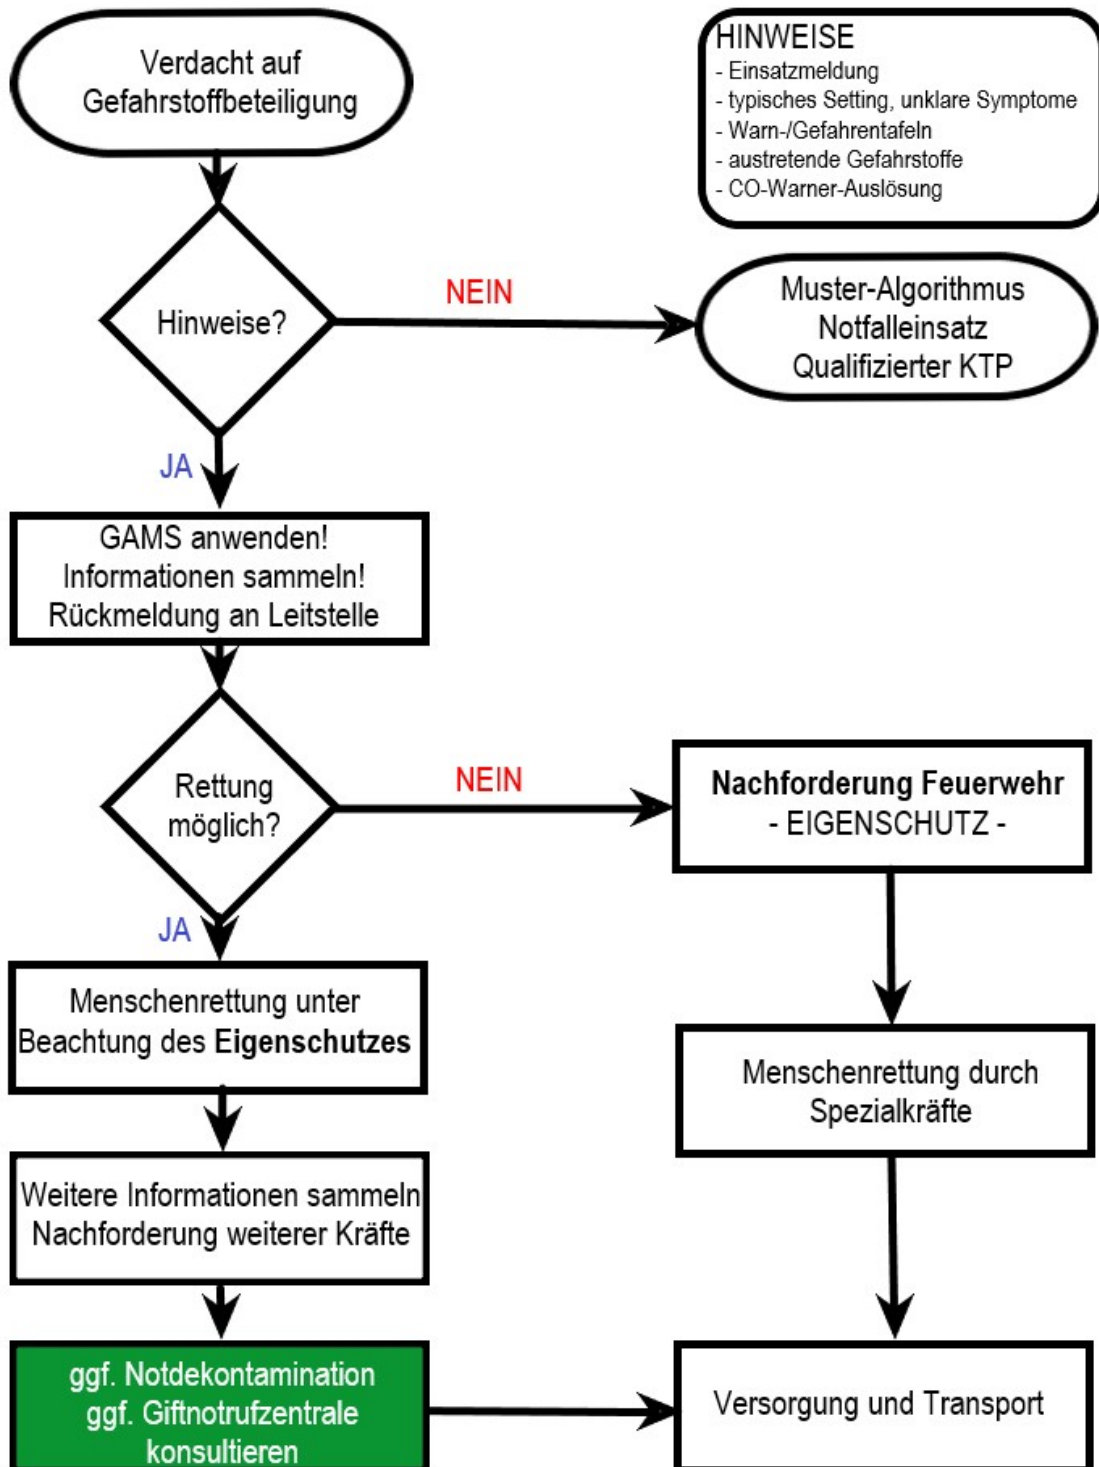 Verdacht auf
Gefahrstoffbeteiligung
HINWEISE
- Einsatzmeldung
- typisches Setting, unklare Symptome
- Warn-/Gefahrentafeln
- austretende Gefahrstoffe
- CO-Warner-Auslösung
Hinweise?
NEIN
Muster-Algorithmus
Notfalleinsatz
Qualifizierter KTP
JA
GAMS anwenden!
Informationen sammeln!
Rückmeldung an Leitstelle
Rettung
möglich?
NEIN
Nachforderung Feuerwehr
- EIGENSCHUTZ -
JA
Menschenrettung unter
Beachtung des Eigenschutzes
Menschenrettung durch
Spezialkräfte
Weitere Informationen sammeln
Nachforderung weiterer Kräfte
ggf. Notdekontamination
ggf. Giftnotrufzentrale
konsultieren
Versorgung und Transport